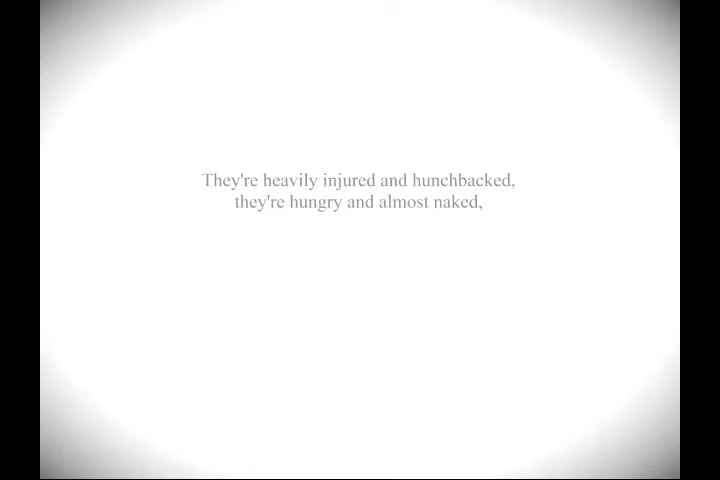 They're heavily injured and hunchbacked,
they're hungry and almost naked,